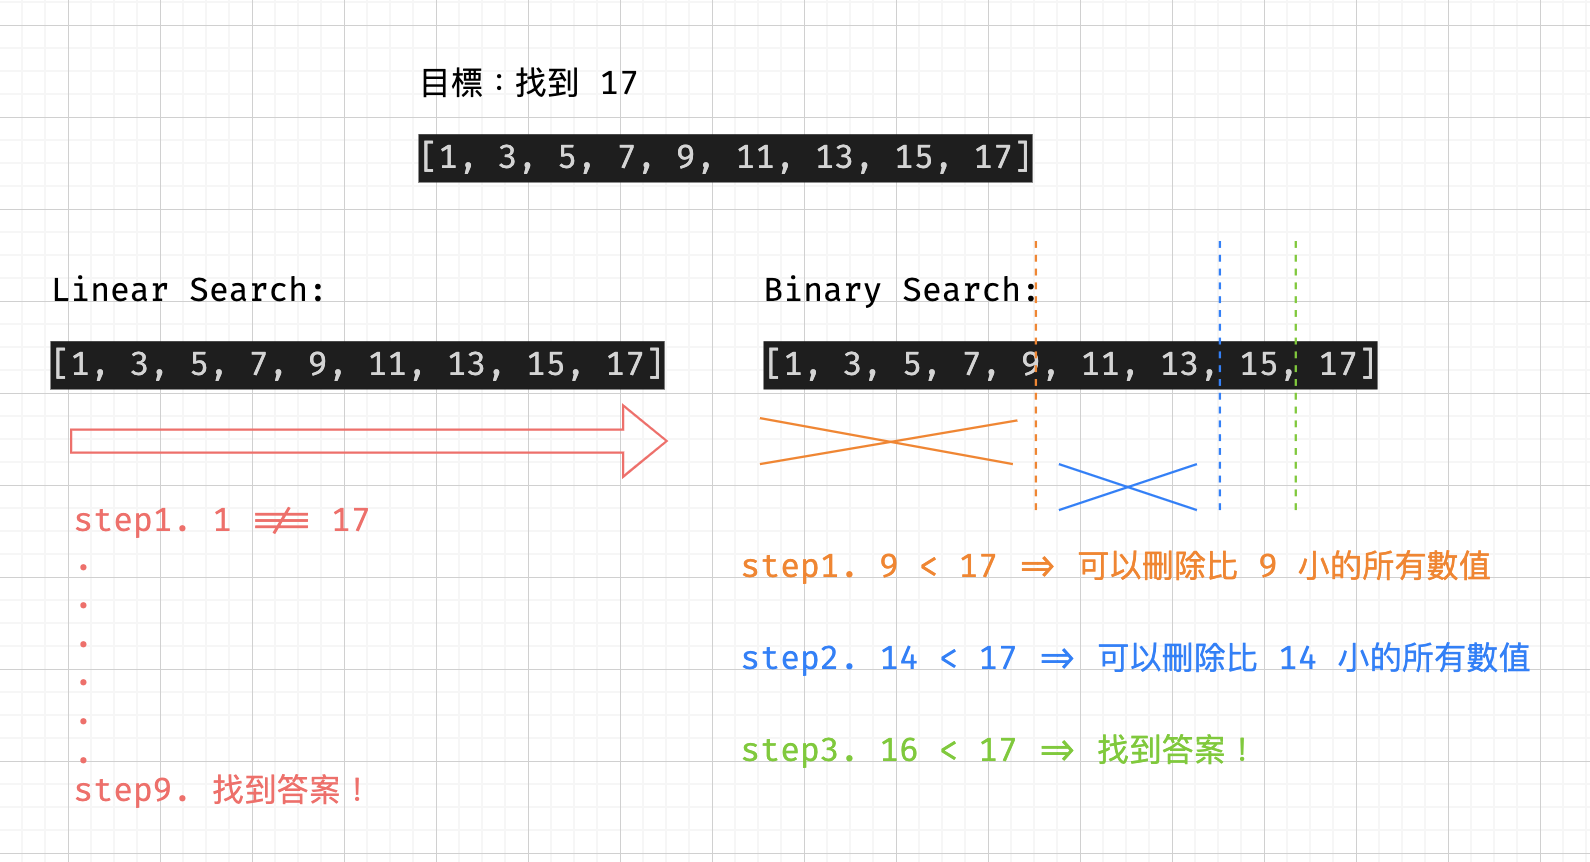 目標：找到 17
[1, 3, 5, 7, 9, 11, 13, 15, 17]
Linear Search:
[1, 3, 5, 7, 9, 11, 13, 15, 17]
step1. 1 !== 17
.
.
.
.
.
.
step9. 找到答案！
Binary Search:
[1, 3, 5, 7, 9, 11, 13, 15, 17]
step1. 9 < 17 => 可以刪除比 9 小的所有數值
step2. 14 < 17 => 可以刪除比 14 小的所有數值
step3. 16 < 17 => 找到答案！